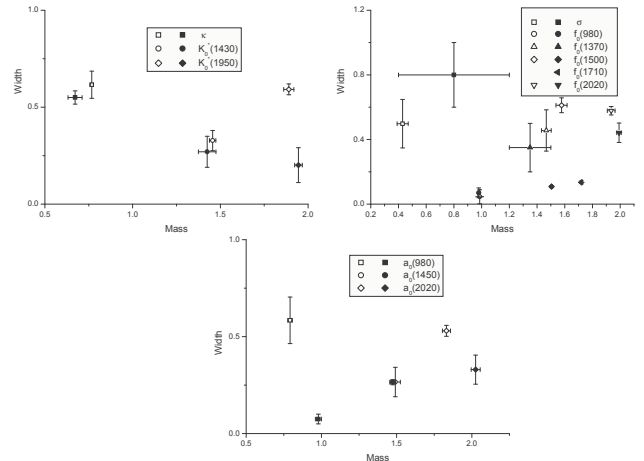 1.0
0.5
0.0
Width
0.5
1.0
1.5
2.0
Mass
κ
K₀*(1430)
K₀*(1950)
1.2
0.8
0.4
0.0
Width
0.2 0.4 0.6 0.8 1.0 1.2 1.4 1.6 1.8 2.0 2.2
Mass
σ
f₀(980)
f₀(1370)
f₀(1500)
f₀(1710)
f₀(2020)
1.0
0.5
0.0
Width
0.5 1.0 1.5 2.0
Mass
a₀(980)
a₀(1450)
a₀(2020)